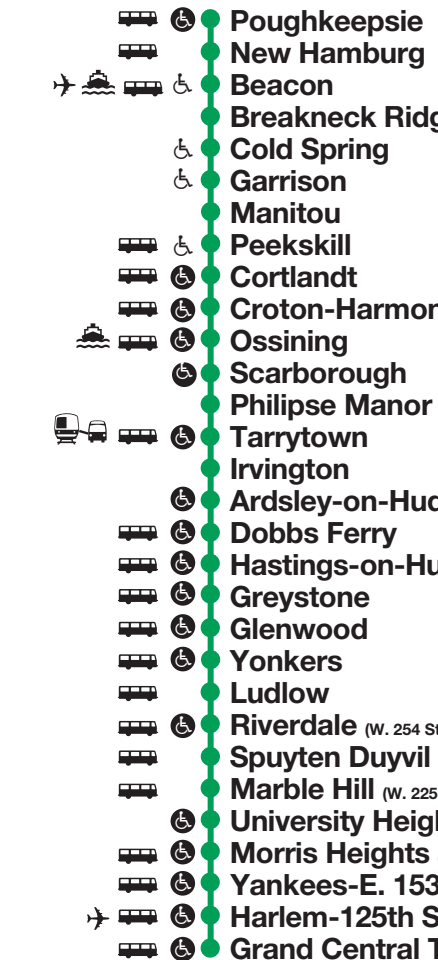 Poughkeepsie
New Hamburg
Beacon
Breakneck Ridg
Cold Spring
Garrison
Manitou
Peekskill
Cortlandt
Croton-Harmon
Ossining
Scarborough
Philipse Manor
Tarrytown
Irvington
Ardsley-on-Hud
Dobbs Ferry
Hastings-on-Hu
Greystone
Glenwood
Yonkers
Ludlow
Riverdale (W. 254 St
Spuyten Duyvil
Marble Hill (W. 225
University Heigh
Morris Heights
Yankees-E. 153
Harlem-125th S
Grand Central T